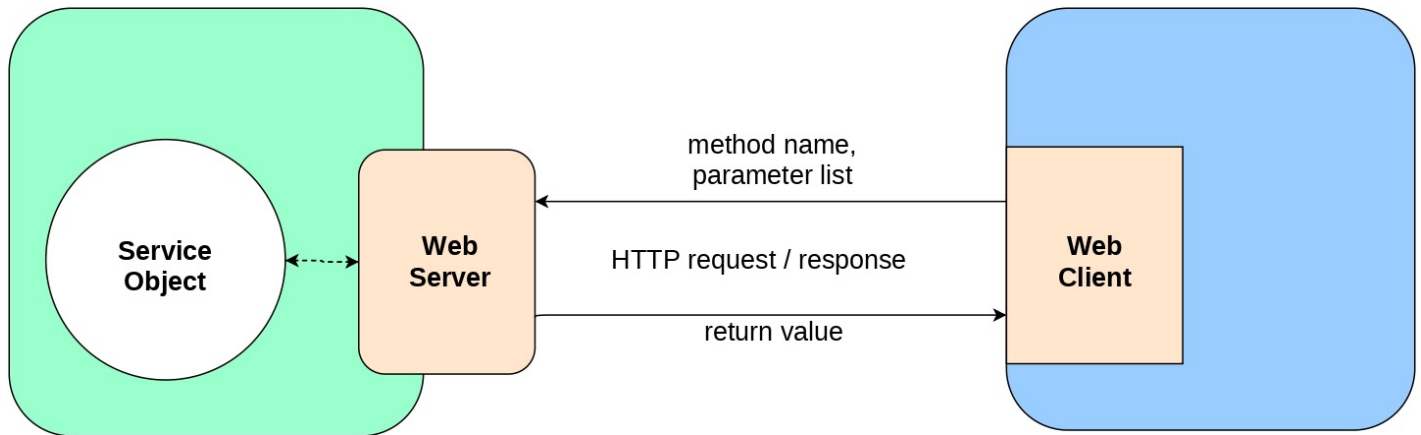 Service
Object
Web
Server
method name,
parameter list
HTTP request / response
return value
Web
Client